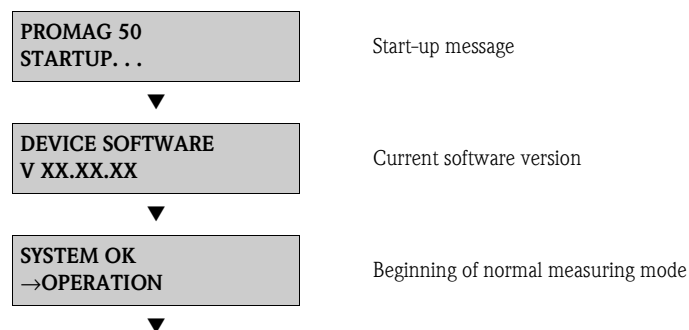 PROMAG 50
STARTUP. . .
Start-up message
▼
DEVICE SOFTWARE
V XX.XX.XX
Current software version
▼
SYSTEM OK
→OPERATION
Beginning of normal measuring mode
▼